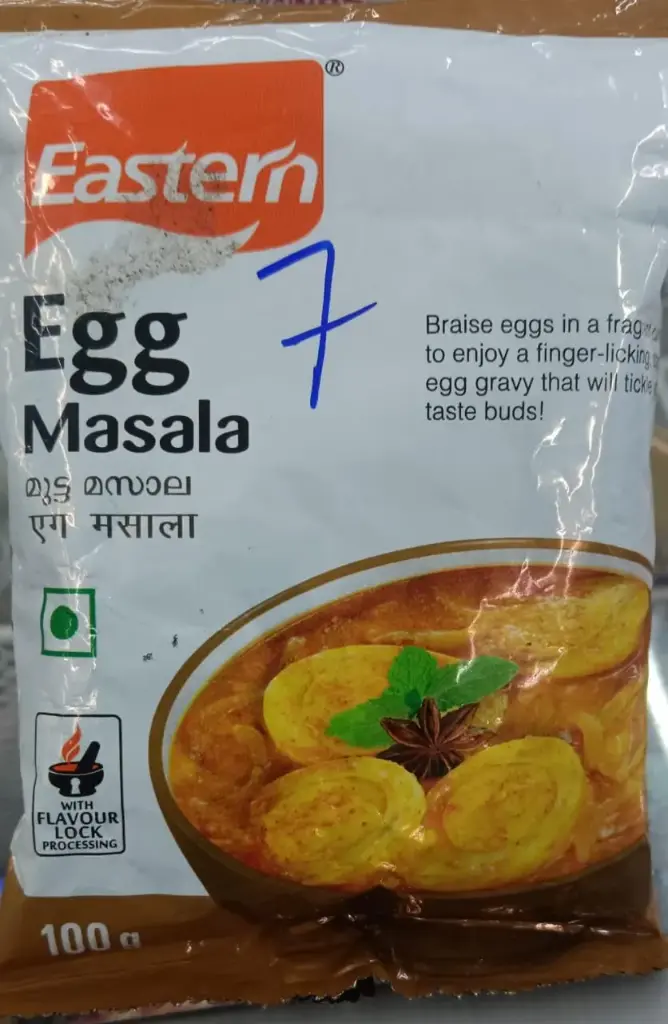 Eastern®
7
Egg
Masala
മുട്ട മസാല
एग मसाला
Braise eggs in a
to enjoy a finger-licking
egg gravy that will tickle
taste buds!
WITH
FLAVOUR
LOCK
PROCESSING
100 g